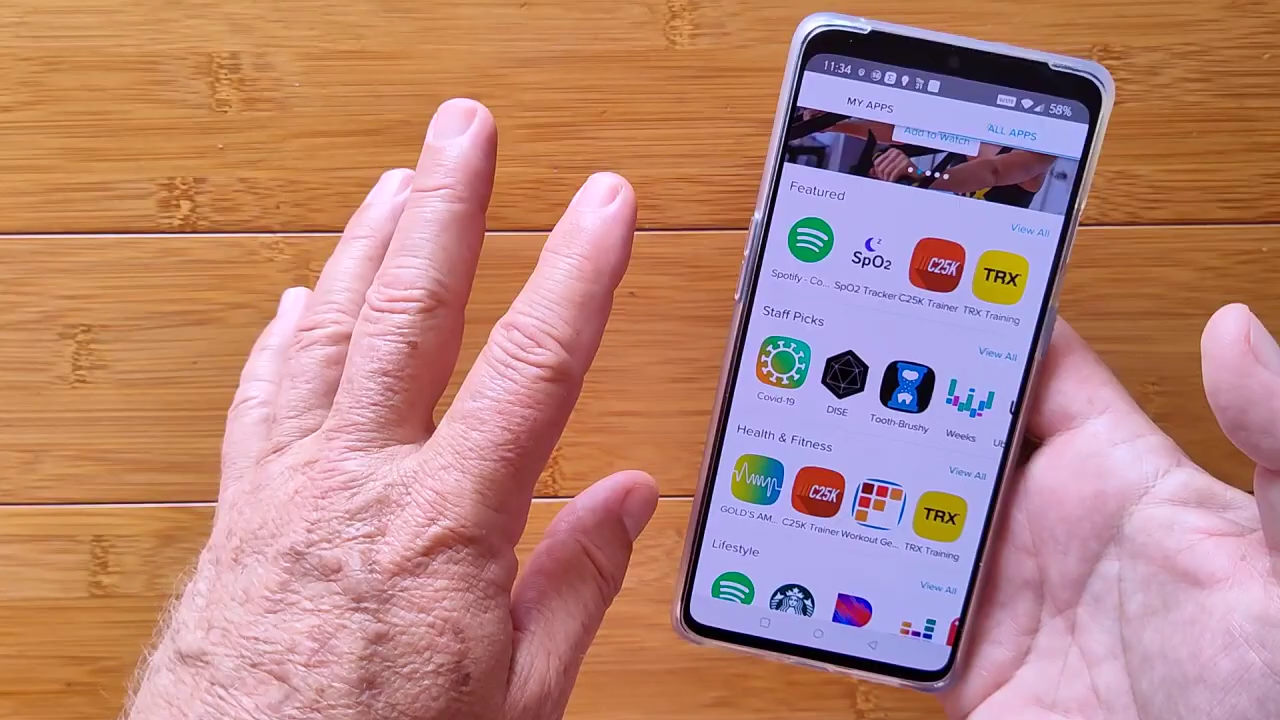 11:34
58%
MY APPS
ALL APPS
Add to Watch
Featured
View All
SpO2
C25K
TRX
Spotify - Co...
SpO2 Tracker
C25K Trainer
TRX Training
Staff Picks
View All
Covid-19
DISE
Tooth-Brushy
Weeks
Health & Fitness
View All
C25K
TRX
GOLD'S AM...
C25K Trainer
Workout Ge...
TRX Training
Lifestyle
View All